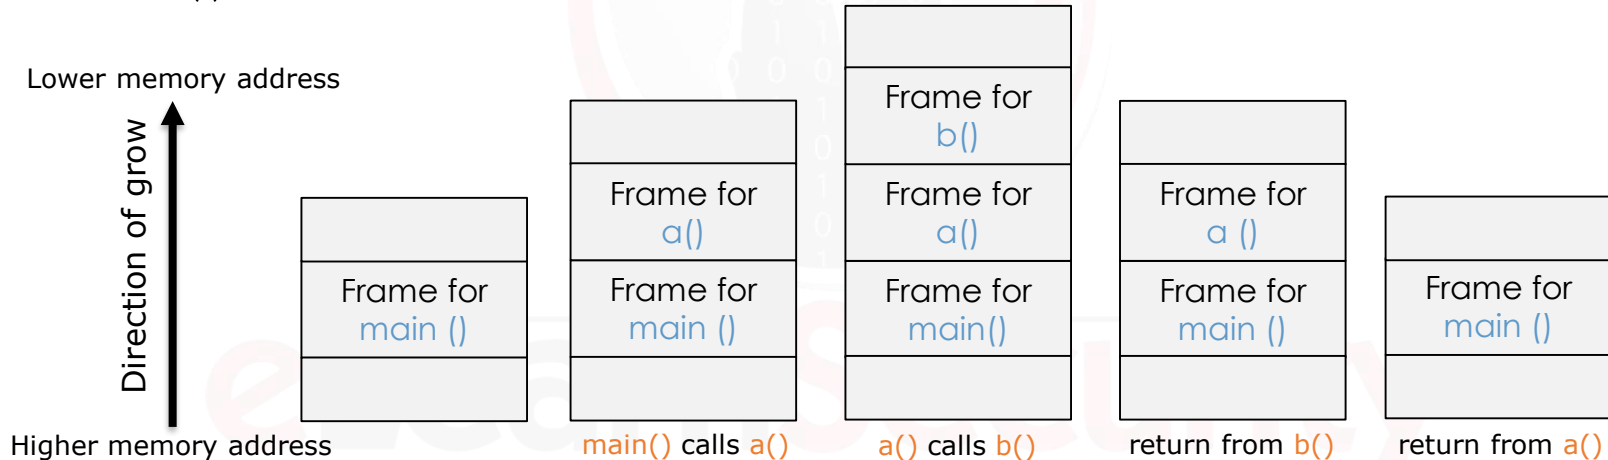 ()
Lower memory address
Direction of grow
Higher memory address
Frame for
main ()
Frame for
a()
Frame for
main ()
main() calls a()
Frame for
b()
Frame for
a()
Frame for
main()
a() calls b()
Frame for
a ()
Frame for
main ()
return from b()
Frame for
main ()
return from a()
eLearnSecurity